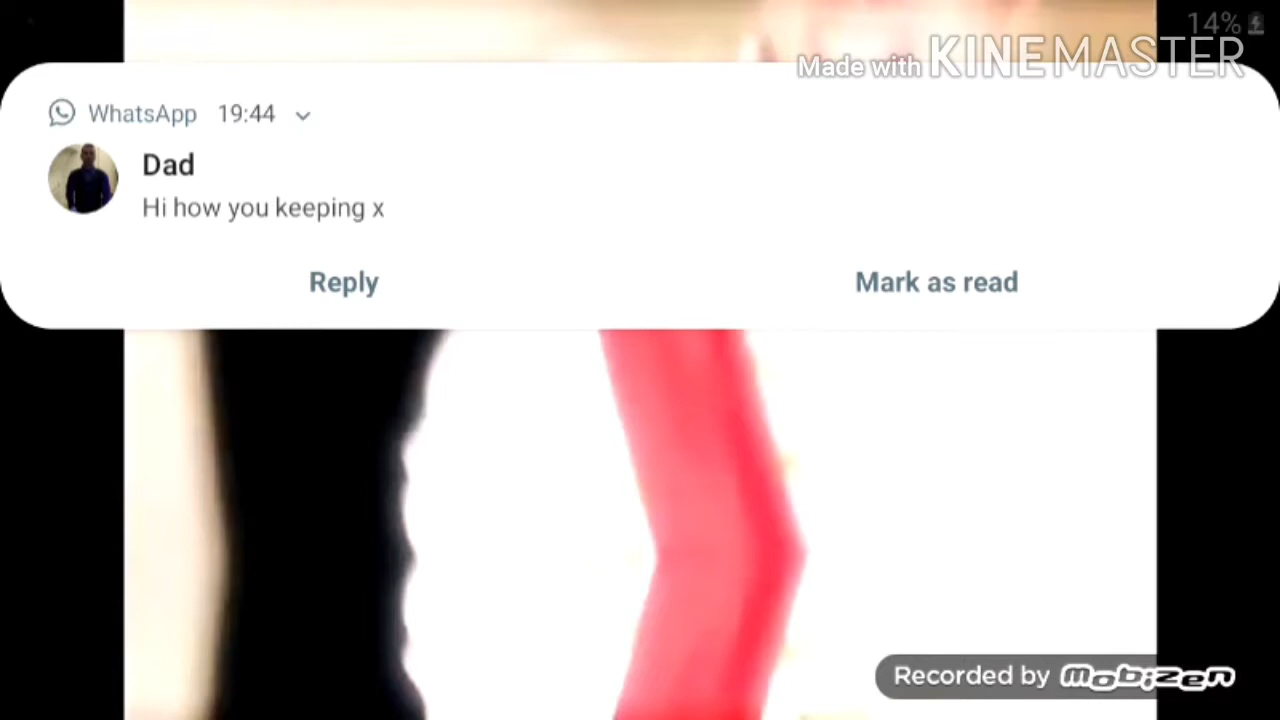 14%
Made with KINEMASTER
WhatsApp 19:44
Dad
Hi how you keeping x
Reply Mark as read
Recorded by mobizen